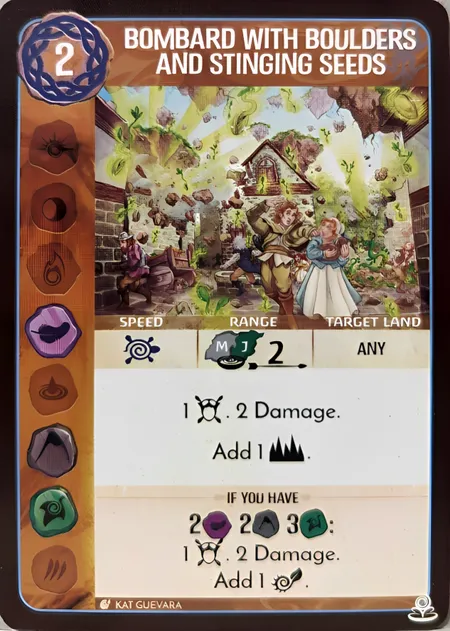 2
BOMBARD WITH BOULDERS
AND STINGING SEEDS
SPEED RANGE TARGET LAND
M J 2 ANY
1 . 2 Damage.
Add 1 .
IF YOU HAVE
2 2 3 :
1 . 2 Damage.
Add 1 .
KAT GUEVARA